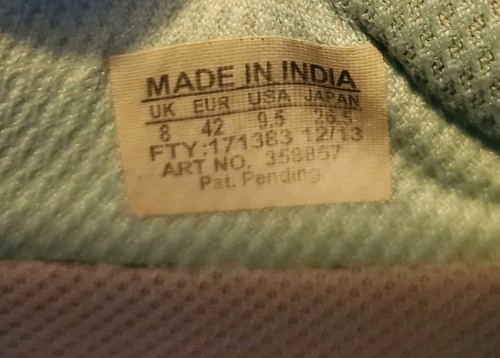 MADE IN INDIA
UK EUR USA JAPAN
8 42 9.5 26.5
FTY:171383 12/13
ART NO. 358857
Pat. Pending